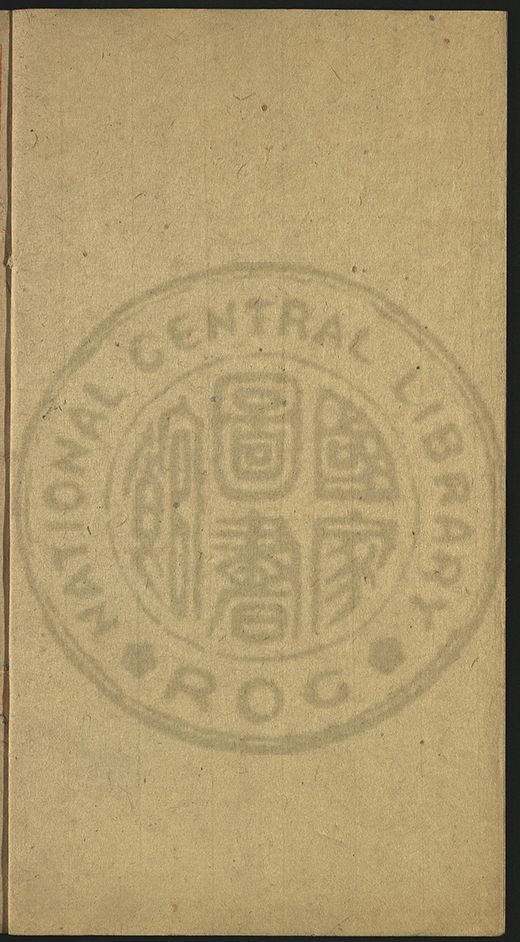 NATIONAL CENTRAL LIBRARY
國家
圖書
館
ROC